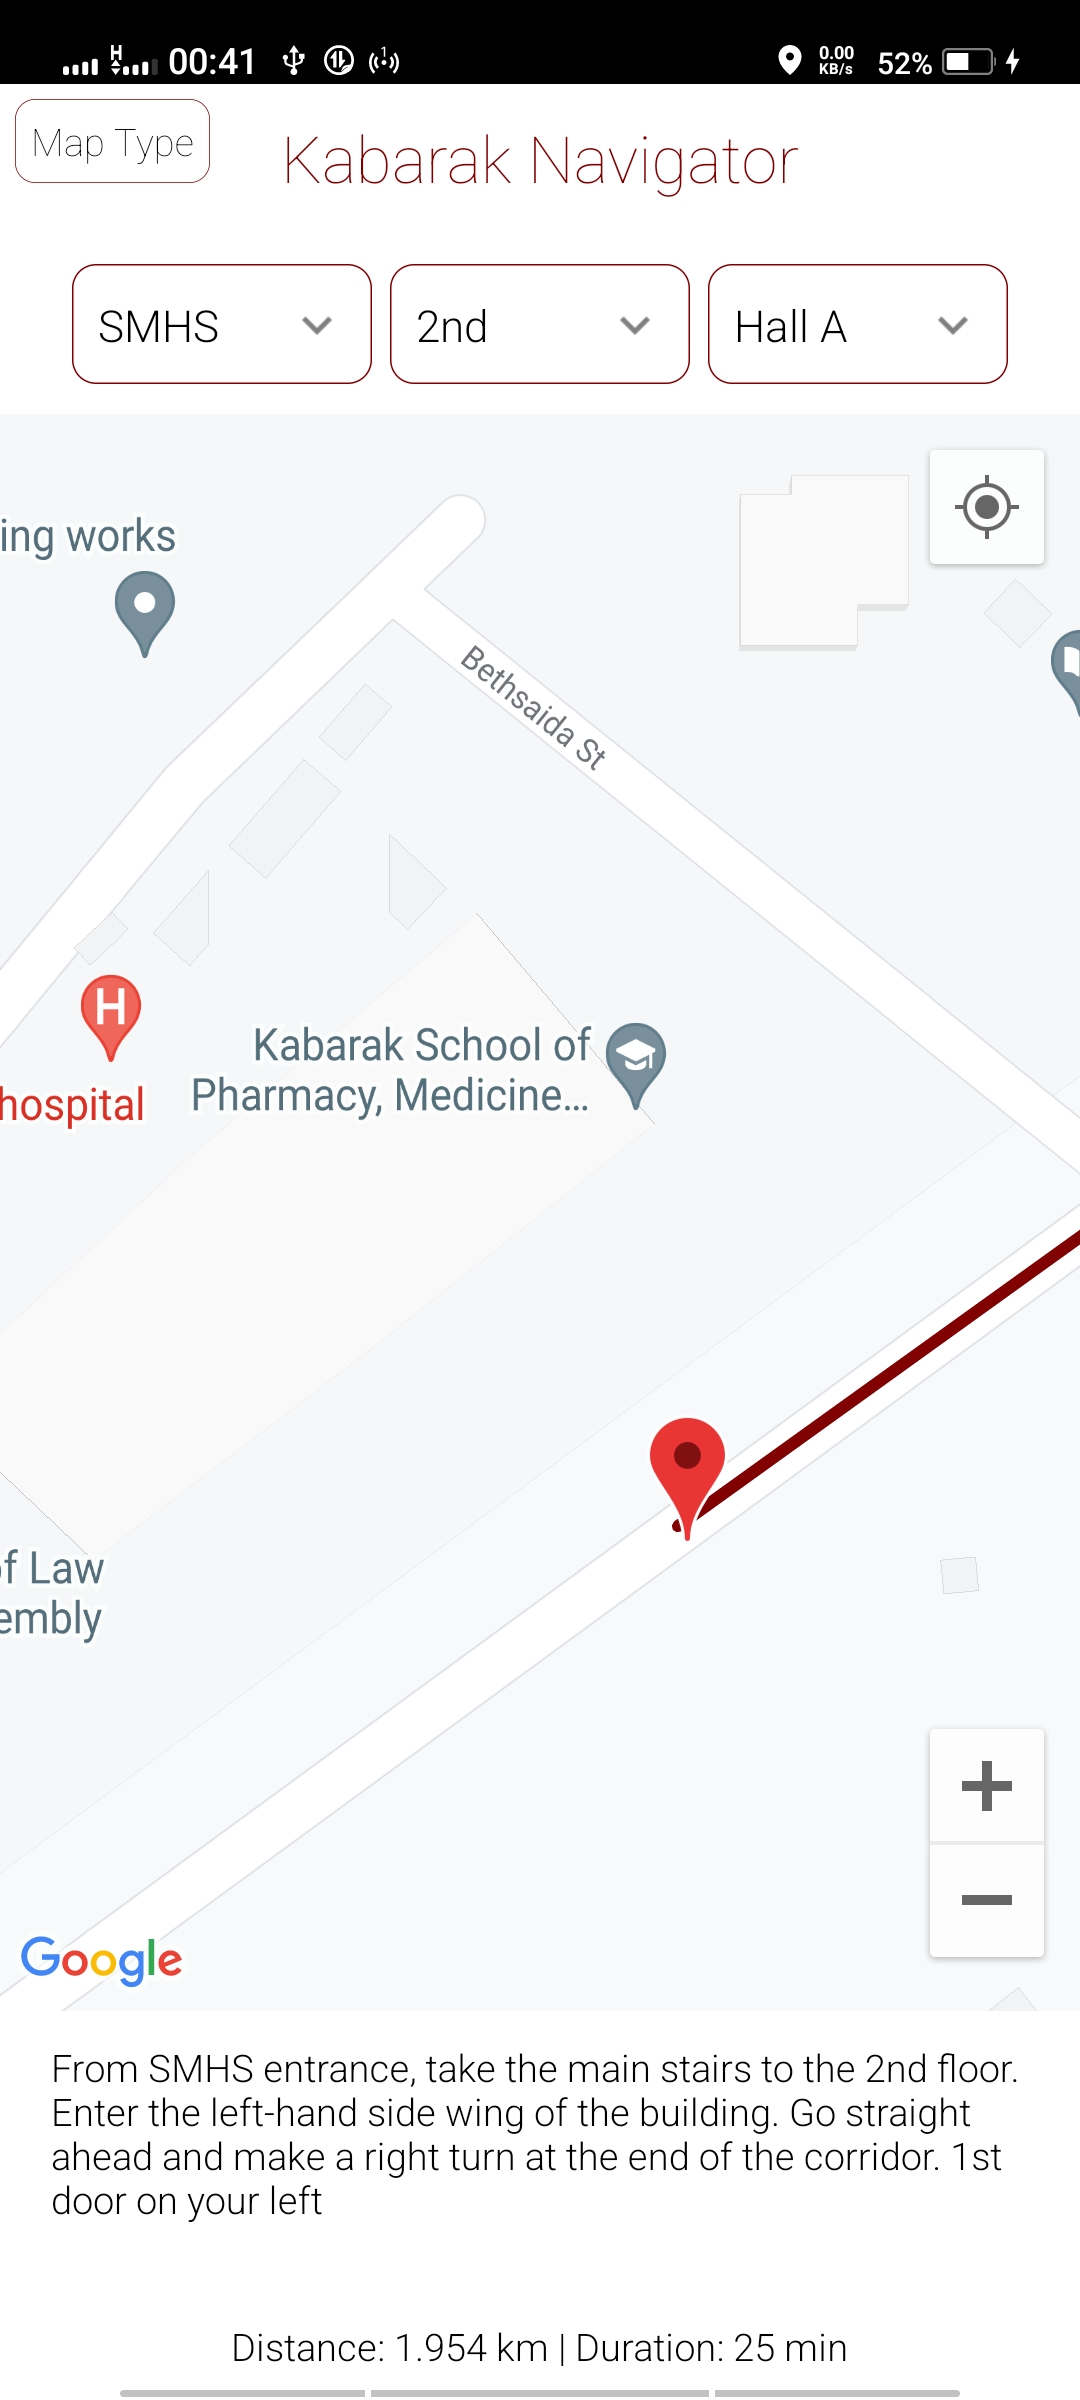 H
00:41
1
0.00
KB/s
52%
Map Type
Kabarak Navigator
SMHS
2nd
Hall A
ing works
Bethsaida St
H
hospital
Kabarak School of
Pharmacy, Medicine...
of Law
embly
Google
From SMHS entrance, take the main stairs to the 2nd floor.
Enter the left-hand side wing of the building. Go straight
ahead and make a right turn at the end of the corridor. 1st
door on your left
Distance: 1.954 km | Duration: 25 min